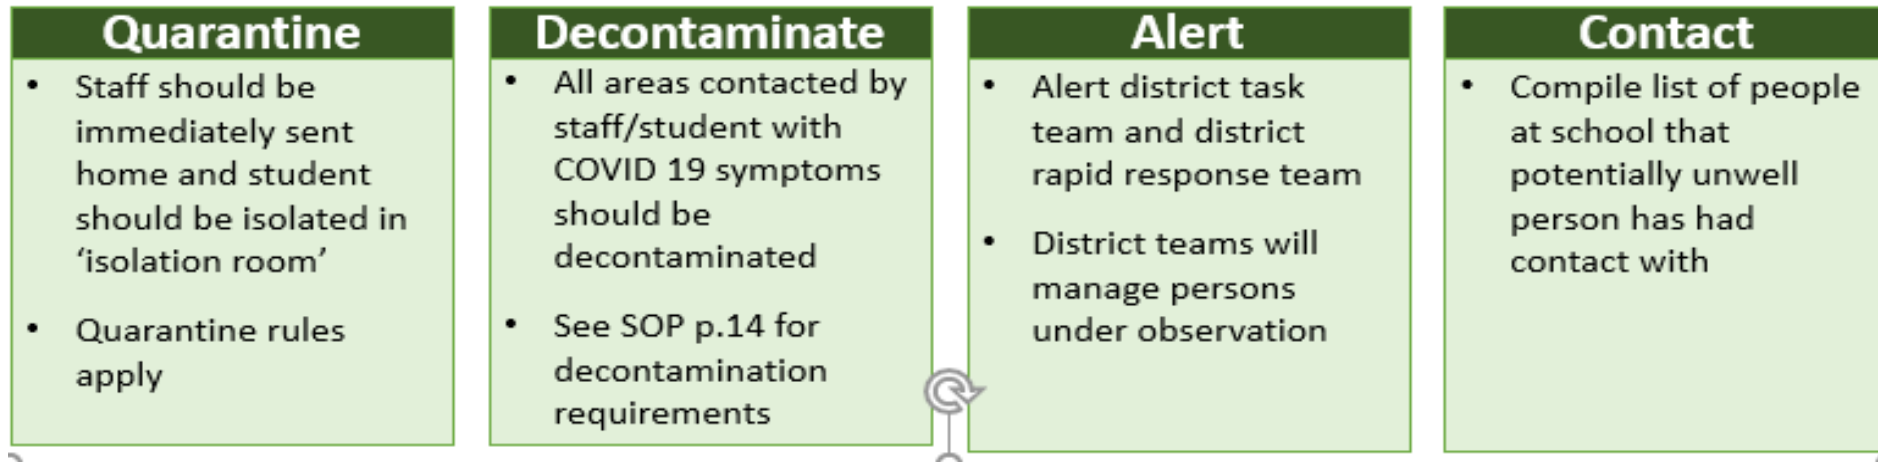 Quarantine
• Staff should be
immediately sent
home and student
should be isolated in
‘isolation room’
• Quarantine rules
apply
Decontaminate
• All areas contacted by
staff/student with
COVID 19 symptoms
should be
decontaminated
• See SOP p.14 for
decontamination
requirements
Alert
• Alert district task
team and district
rapid response team
• District teams will
manage persons
under observation
Contact
• Compile list of people
at school that
potentially unwell
person has had
contact with